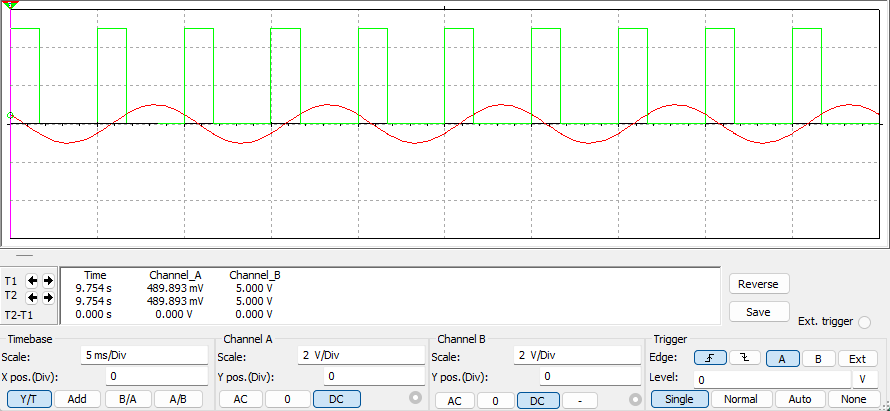 Time Channel_A Channel_B
T1 9.754 s 489.893 mV 5.000 V
T2 9.754 s 489.893 mV 5.000 V
T2-T1 0.000 s 0.000 V 0.000 V
Reverse
Save
Ext. trigger
Timebase
Scale: 5 ms/Div
X pos.(Div): 0
Y/T Add B/A A/B
Channel A
Scale: 2 V/Div
Y pos.(Div): 0
AC 0 DC
Channel B
Scale: 2 V/Div
Y pos.(Div): 0
AC 0 DC -
Trigger
Edge: A B Ext
Level: 0 V
Single Normal Auto None